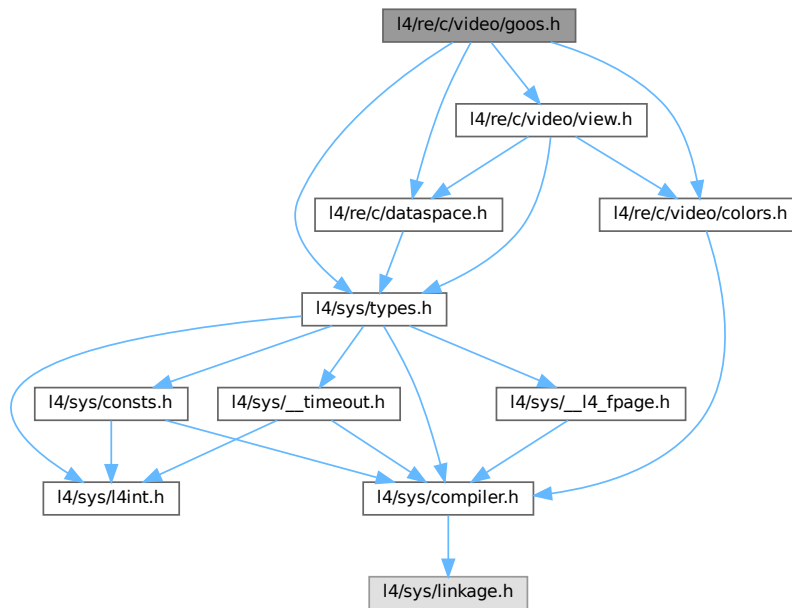 l4/re/c/video/goos.h
l4/re/c/video/view.h
l4/re/c/dataspace.h
l4/re/c/video/colors.h
l4/sys/types.h
l4/sys/consts.h
l4/sys/__timeout.h
l4/sys/__l4_fpage.h
l4/sys/l4int.h
l4/sys/compiler.h
l4/sys/linkage.h